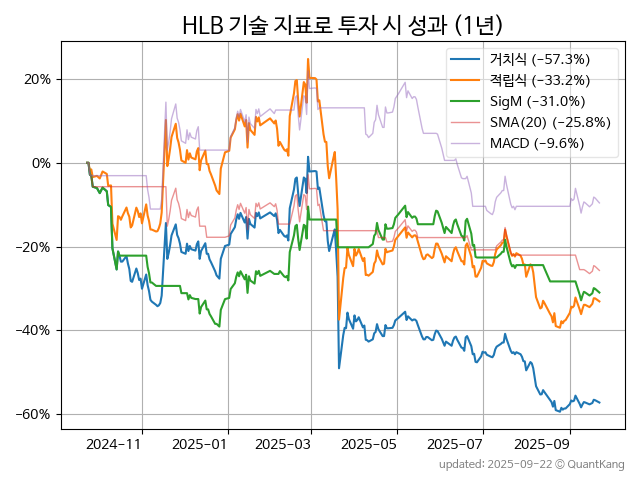 HLB 기술 지표로 투자 시 성과 (1년)
거치식 (−57.3%)
적립식 (−33.2%)
SigM (−31.0%)
SMA(20) (−25.8%)
MACD (−9.6%)
20%
0%
−20%
−40%
−60%
2024-11
2025-01
2025-03
2025-05
2025-07
2025-09
updated: 2025-09-22 © QuantKang